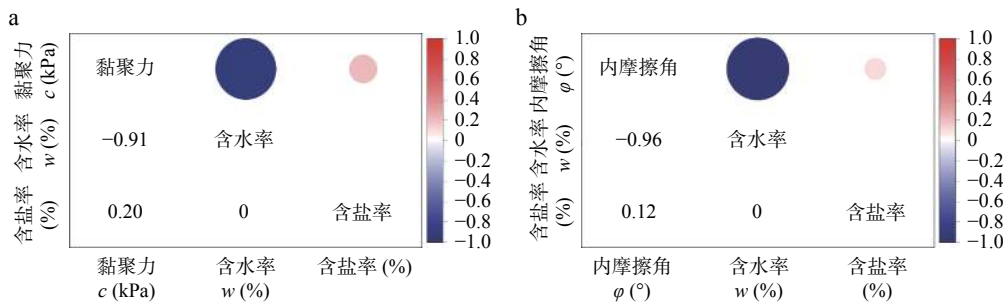 a
黏聚力
c (kPa)
含水率
w (%)
含盐率
(%)
黏聚力
−0.91
含水率
0.20
0
含盐率
黏聚力
c (kPa)
含水率
w (%)
含盐率 (%)
1.0
0.8
0.6
0.4
0.2
0
−0.2
−0.4
−0.6
−0.8
−1.0
b
内摩擦角
φ (°)
含水率
w (%)
含盐率
(%)
内摩擦角
−0.96
含水率
0.12
0
含盐率
内摩擦角
φ (°)
含水率
w (%)
含盐率
(%)
1.0
0.8
0.6
0.4
0.2
0
−0.2
−0.4
−0.6
−0.8
−1.0